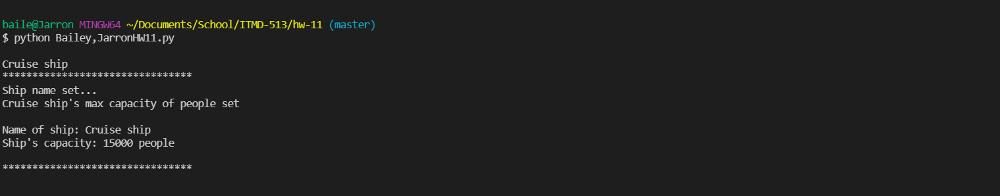 baile@Jarron MINGW64 ~/Documents/School/ITMD-513/hw-11 (master)
$ python Bailey,JarronHW11.py
Cruise ship
********************************
Ship name set...
Cruise ship's max capacity of people set
Name of ship: Cruise ship
Ship's capacity: 15000 people
********************************